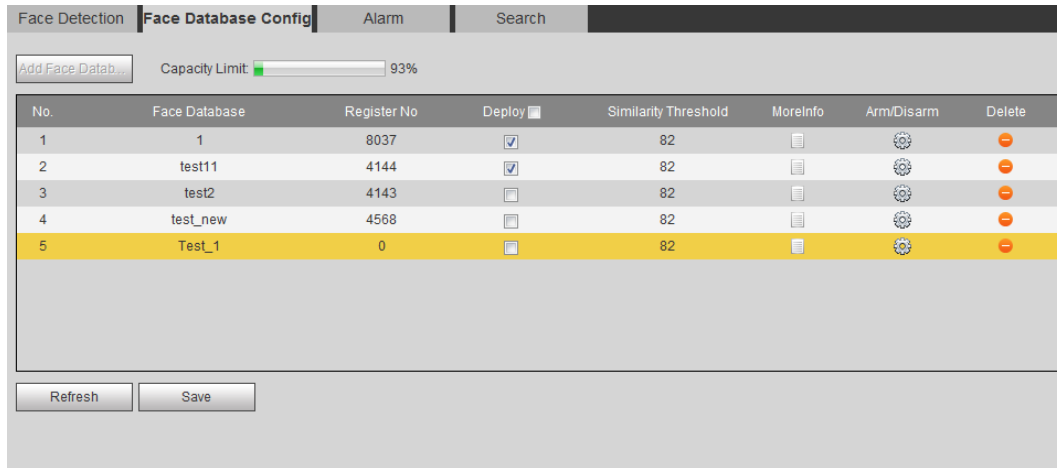 Face Detection Face Database Config Alarm Search
Add Face Datab... Capacity Limit: 93%
No. Face Database Register No Deploy Similarity Threshold MoreInfo Arm/Disarm Delete
1 1 8037 82
2 test11 4144 82
3 test2 4143 82
4 test_new 4568 82
5 Test_1 0 82
Refresh Save